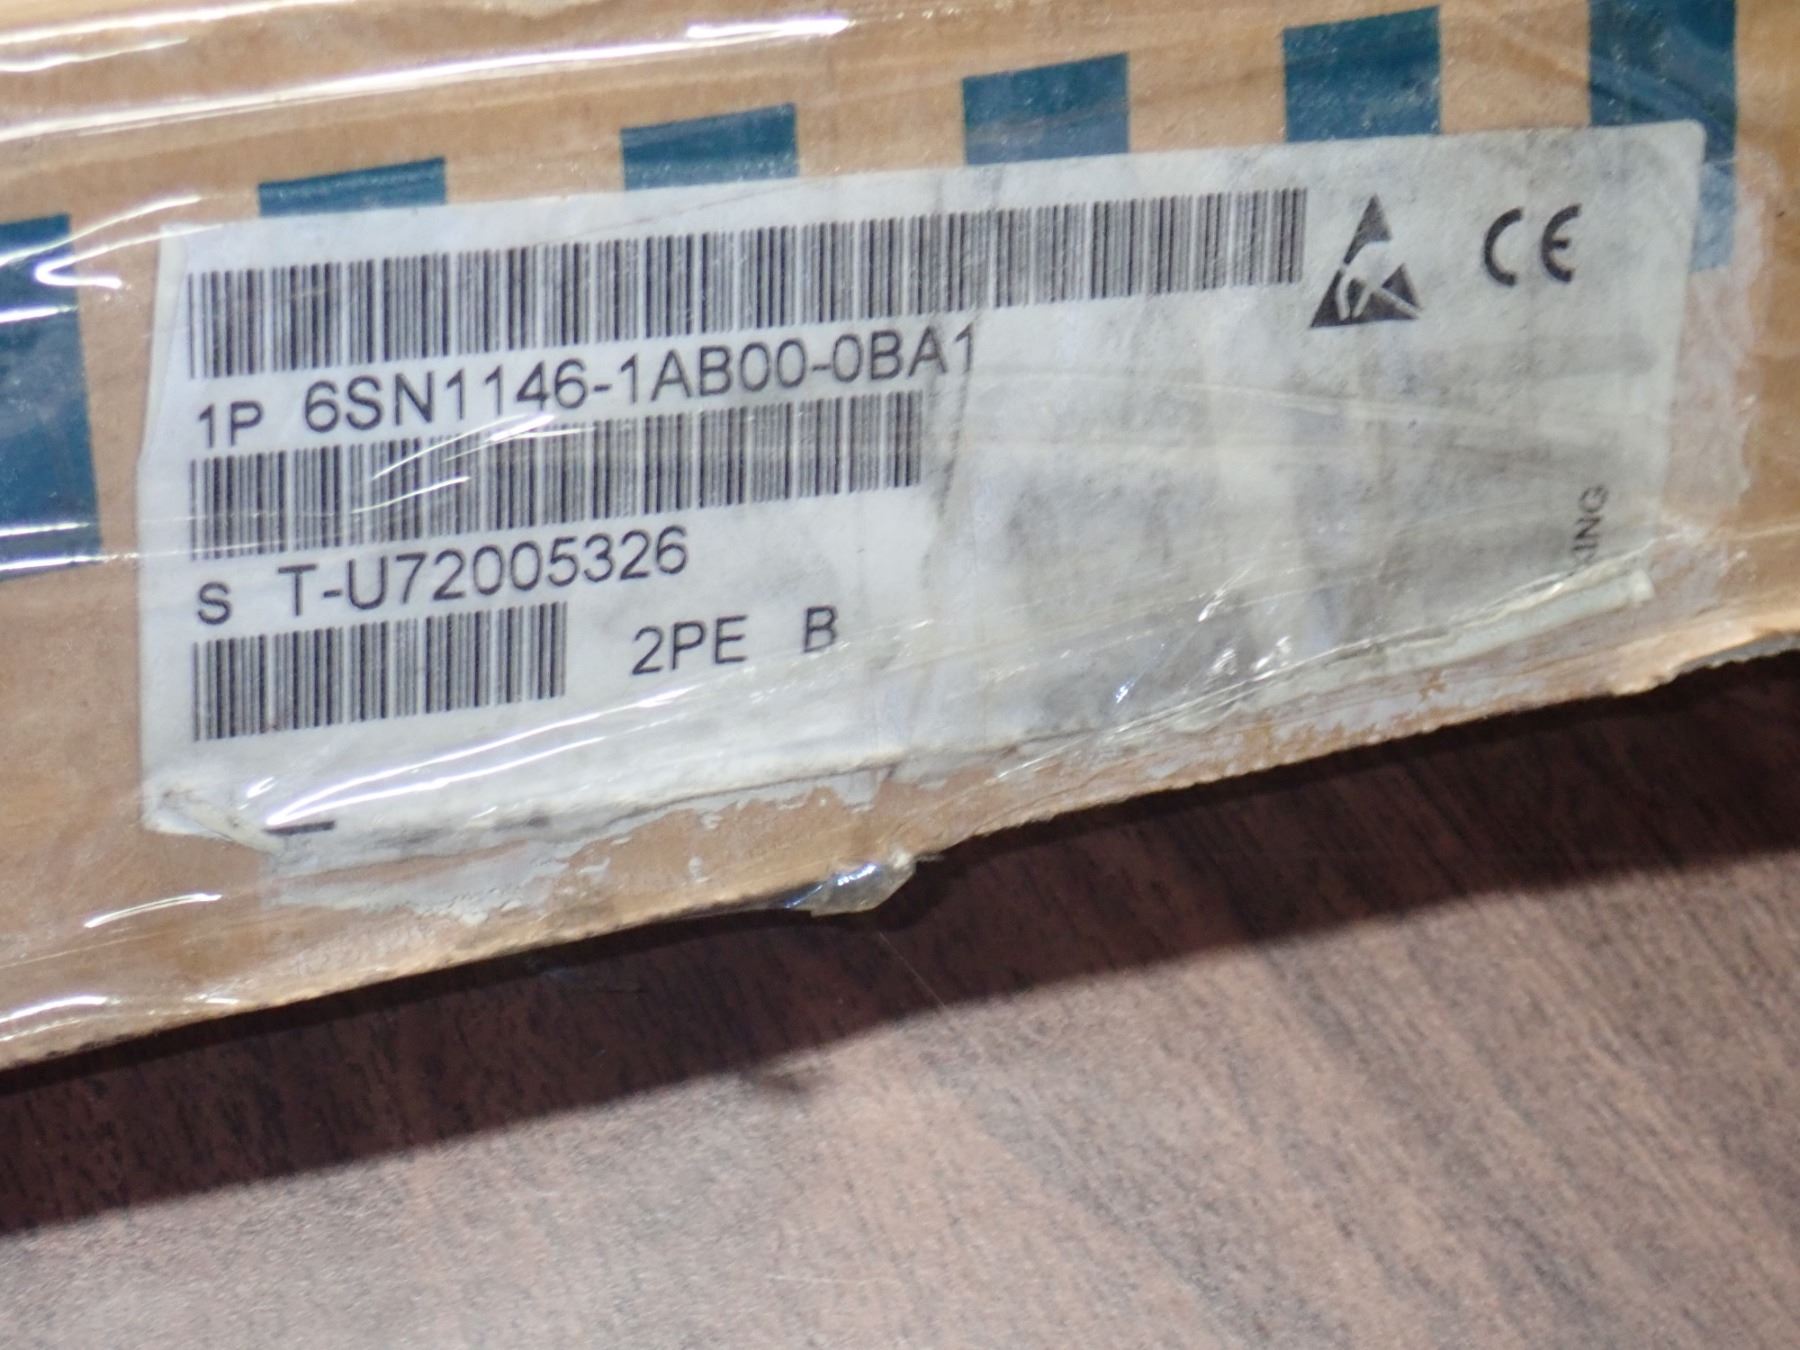 1P 6SN1146-1AB00-0BA1
S T-U72005326
2PE B
CE